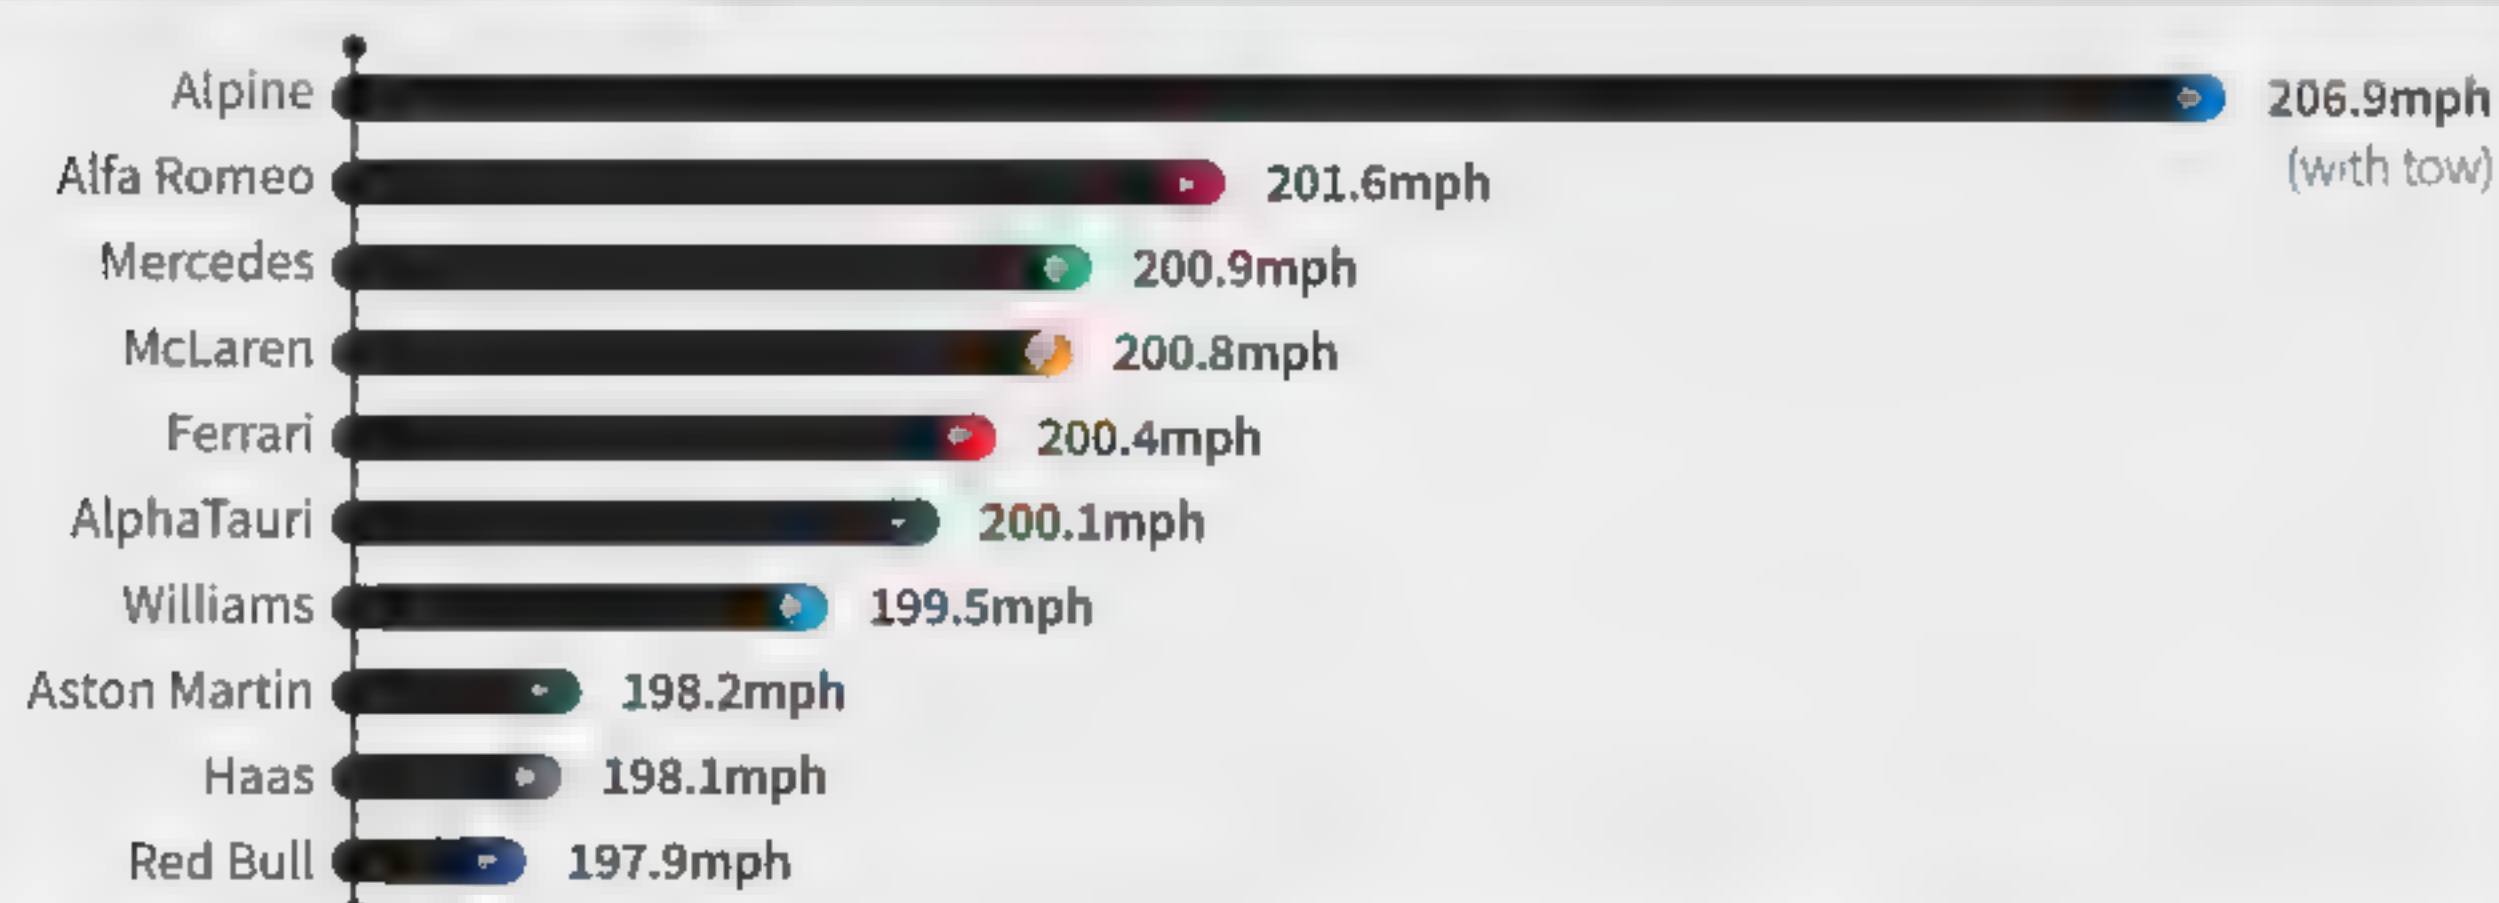 Alpine 206.9mph
(with tow)
Alfa Romeo 201.6mph
Mercedes 200.9mph
McLaren 200.8mph
Ferrari 200.4mph
AlphaTauri 200.1mph
Williams 199.5mph
Aston Martin 198.2mph
Haas 198.1mph
Red Bull 197.9mph